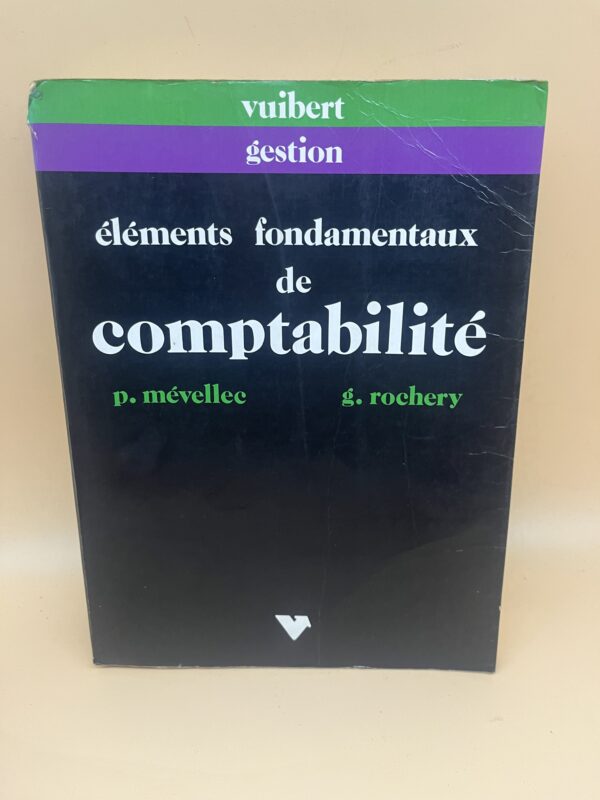 vuibert
gestion
éléments fondamentaux
de
comptabilité
p. mévellec g. rochery